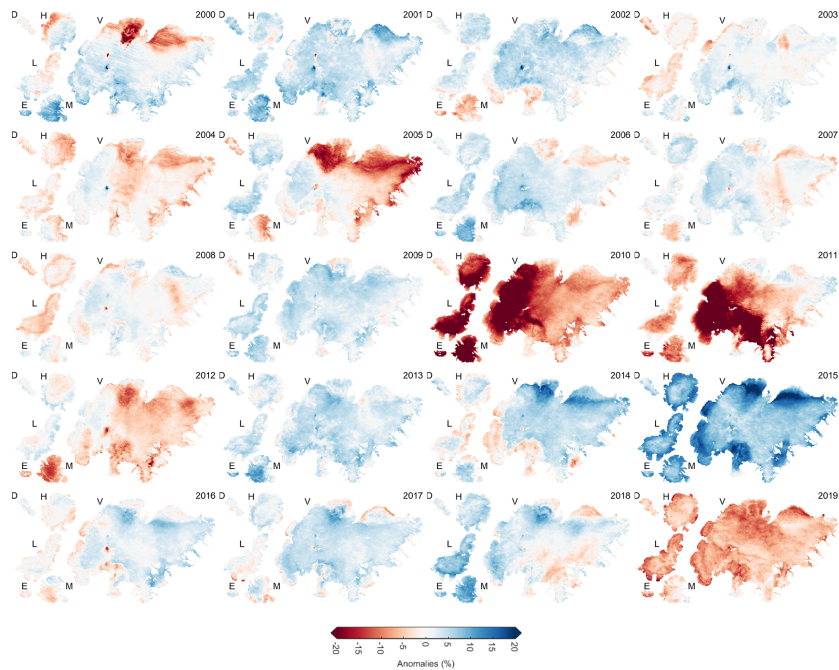 D H V 2000
L
E M
D H V 2001
L
E M
D H V 2002
L
E M
D H V 2003
L
E M
D H V 2004
L
E M
D H V 2005
L
E M
D H V 2006
L
E M
D H V 2007
L
E M
D H V 2008
L
E M
D H V 2009
L
E M
D H V 2010
L
E M
D H V 2011
L
E M
D H V 2012
L
E M
D H V 2013
L
E M
D H V 2014
L
E M
D H V 2015
L
E M
D H V 2016
L
E M
D H V 2017
L
E M
D H V 2018
L
E M
D H V 2019
L
E M
-20 -15 -10 -5 0 5 10 15 20
Anomalies (%)